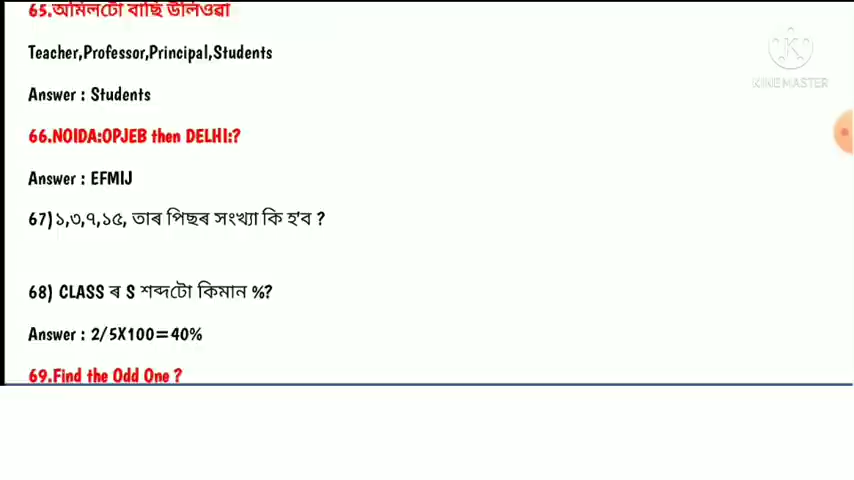 65.অমিলটো বাছি উলিওৱা
Teacher,Professor,Principal,Students
KINEMASTER
Answer : Students
66.NOIDA:OPJEB then DELHI:?
Answer : EFMIJ
67)১,৩,৭,১৫, তাৰ পিছৰ সংখ্যা কি হ'ব ?
68) CLASS ৰ S শব্দটো কিমান %?
Answer : 2/5X100=40%
69.Find the Odd One ?